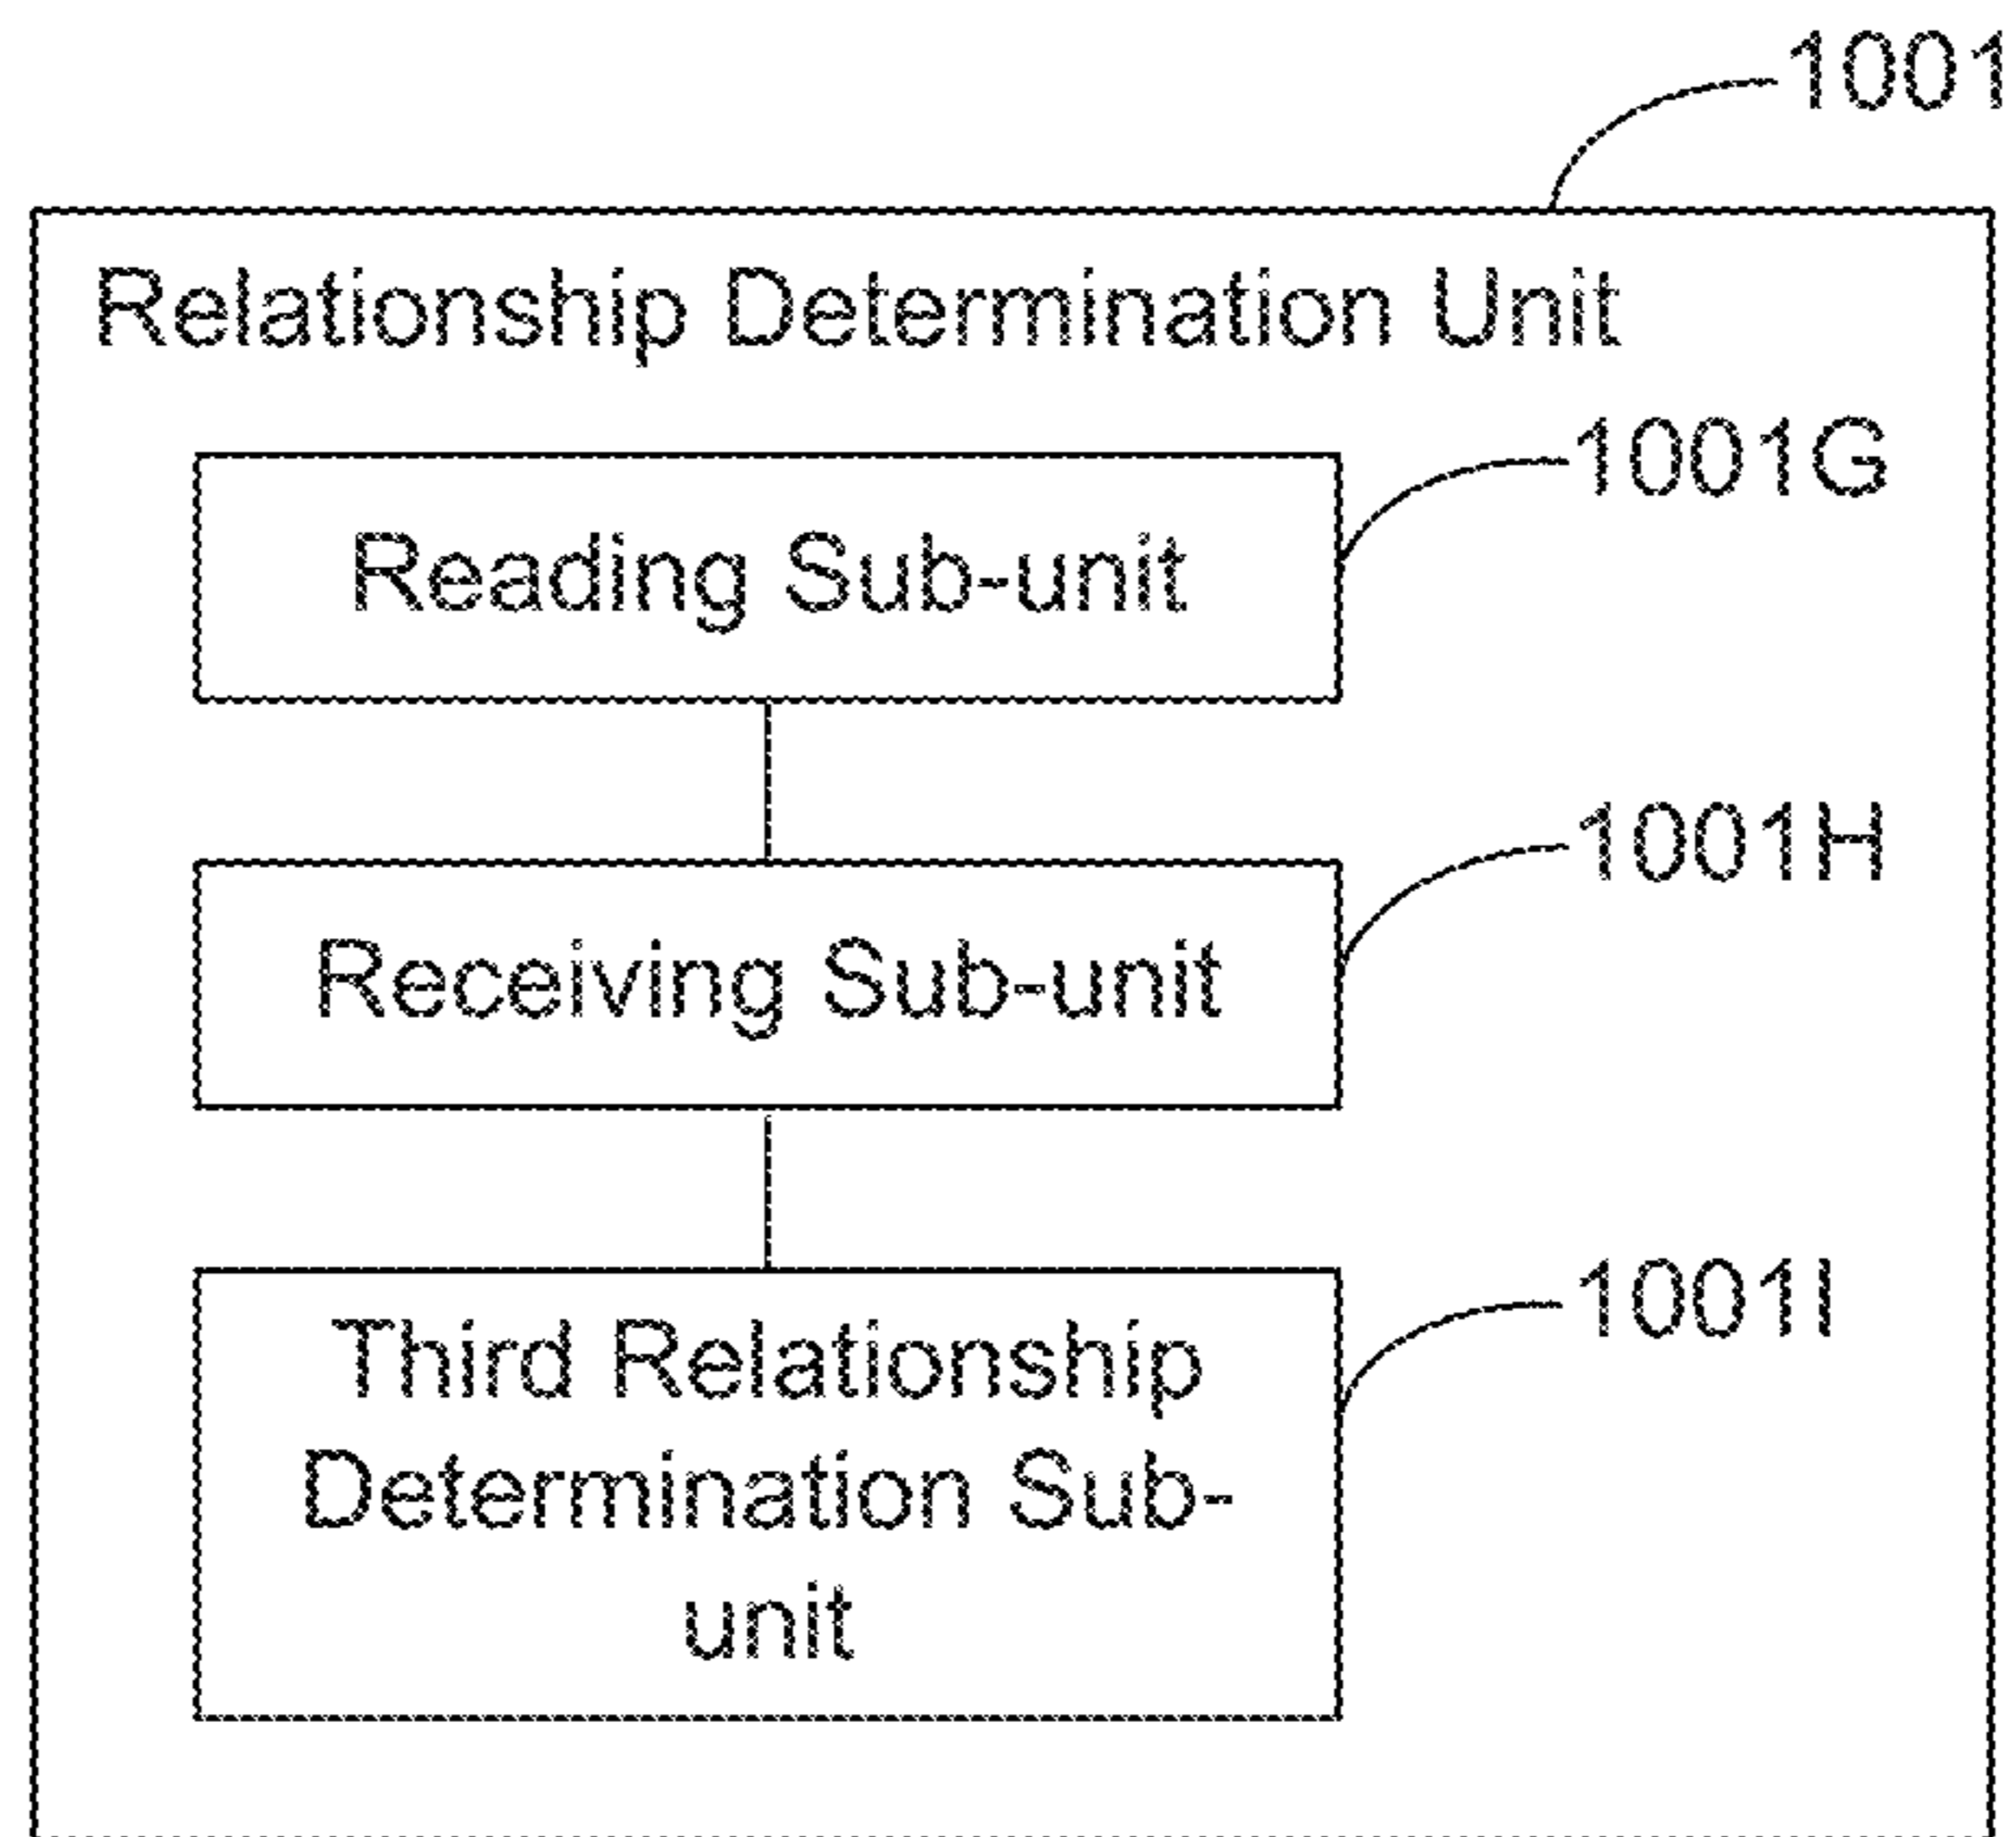 1001
Relationship Determination Unit
1001G
Reading Sub-unit
1001H
Receiving Sub-unit
1001I
Third Relationship
Determination Sub-
unit